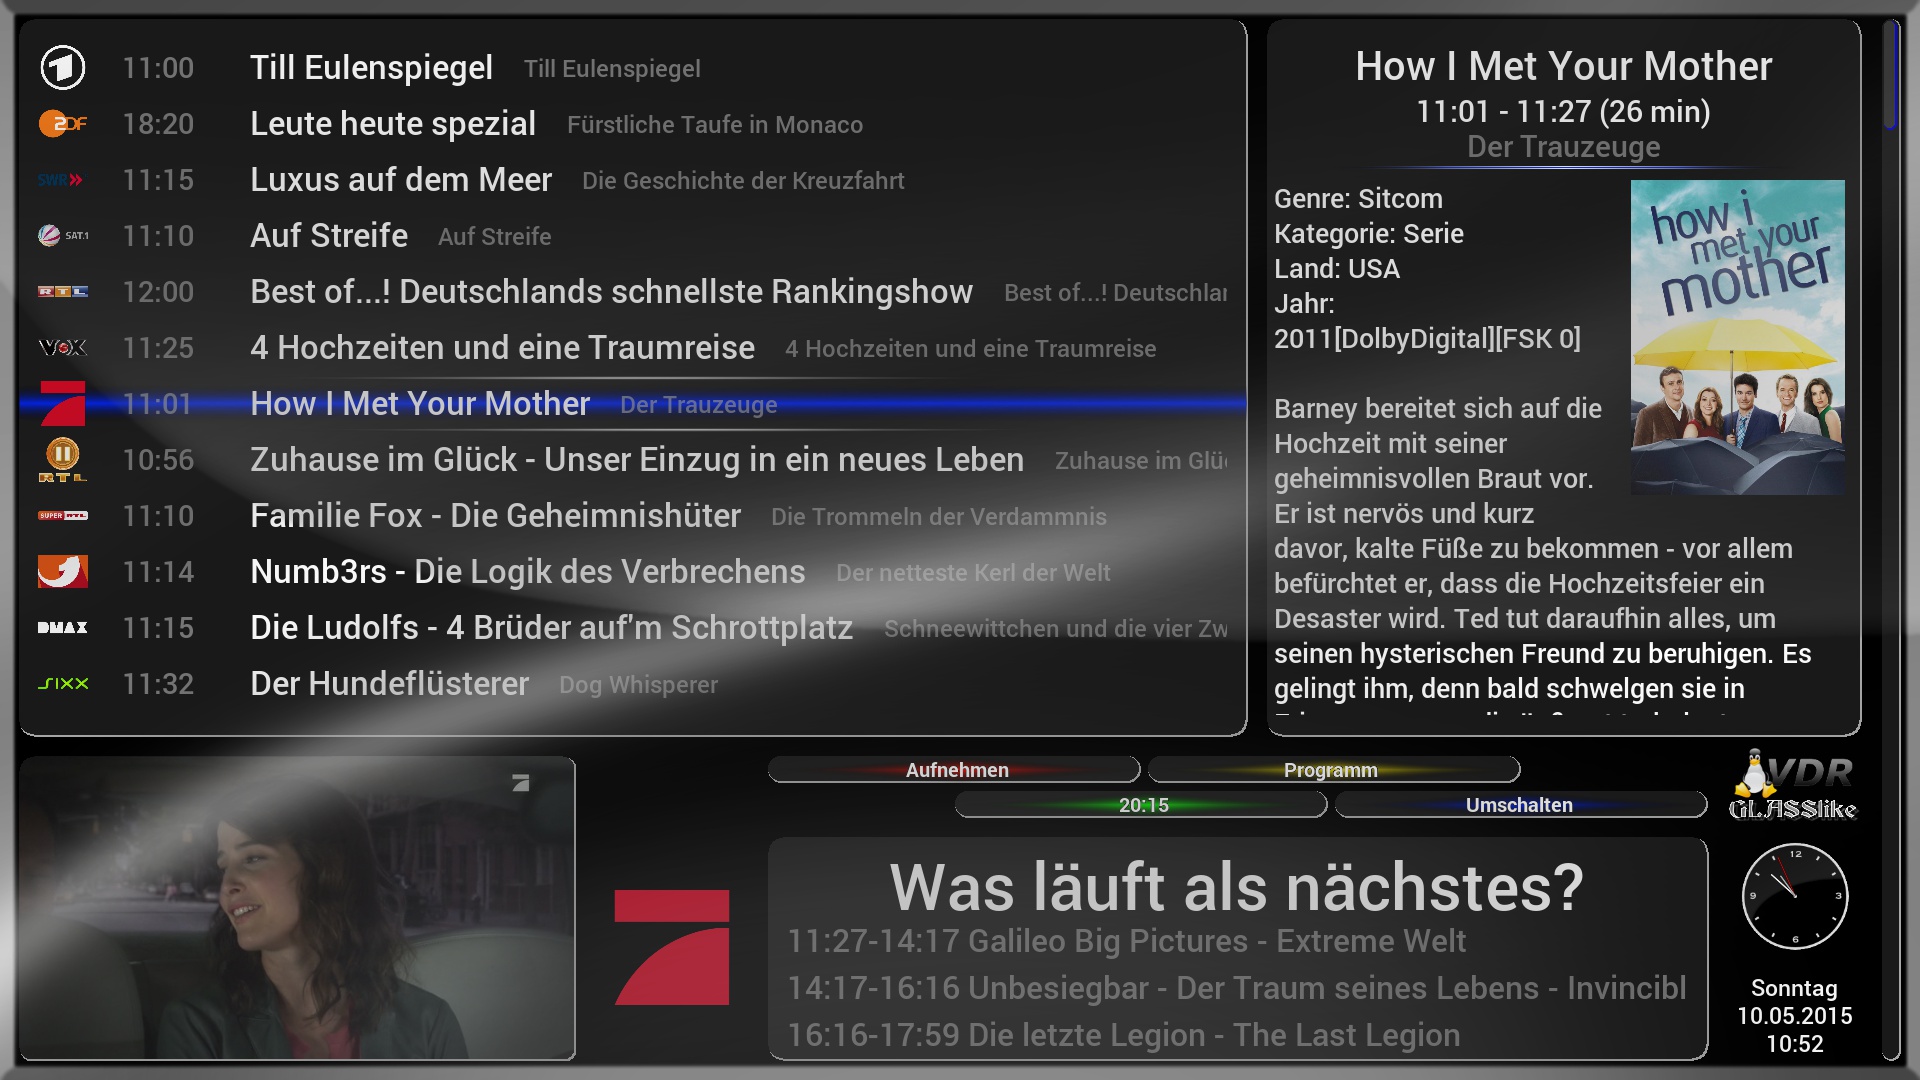 11:00 Till Eulenspiegel Till Eulenspiegel
ZDF 18:20 Leute heute spezial Fürstliche Taufe in Monaco
SWR 11:15 Luxus auf dem Meer Die Geschichte der Kreuzfahrt
SAT.1 11:10 Auf Streife Auf Streife
RTL 12:00 Best of...! Deutschlands schnellste Rankingshow Best of...! Deutschlar
VOX 11:25 4 Hochzeiten und eine Traumreise 4 Hochzeiten und eine Traumreise
11:01 How I Met Your Mother Der Trauzeuge
RTL 10:56 Zuhause im Glück - Unser Einzug in ein neues Leben Zuhause im Glü
SUPER RTL 11:10 Familie Fox - Die Geheimnishüter Die Trommeln der Verdammnis
11:14 Numb3rs - Die Logik des Verbrechens Der netteste Kerl der Welt
DMAX 11:15 Die Ludolfs - 4 Brüder auf'm Schrottplatz Schneewittchen und die vier Zw
sixx 11:32 Der Hundeflüsterer Dog Whisperer
How I Met Your Mother
11:01 - 11:27 (26 min)
Der Trauzeuge
Genre: Sitcom
Kategorie: Serie
Land: USA
Jahr:
2011[DolbyDigital][FSK 0]
how i
met your
mother
Barney bereitet sich auf die
Hochzeit mit seiner
geheimnisvollen Braut vor.
Er ist nervös und kurz
davor, kalte Füße zu bekommen - vor allem
befürchtet er, dass die Hochzeitsfeier ein
Desaster wird. Ted tut daraufhin alles, um
seinen hysterischen Freund zu beruhigen. Es
gelingt ihm, denn bald schwelgen sie in
Aufnehmen Programm
20:15 Umschalten
VDR
GLASSlike
Was läuft als nächstes?
11:27-14:17 Galileo Big Pictures - Extreme Welt
14:17-16:16 Unbesiegbar - Der Traum seines Lebens - Invincibl
16:16-17:59 Die letzte Legion - The Last Legion
12
9 3
6
Sonntag
10.05.2015
10:52